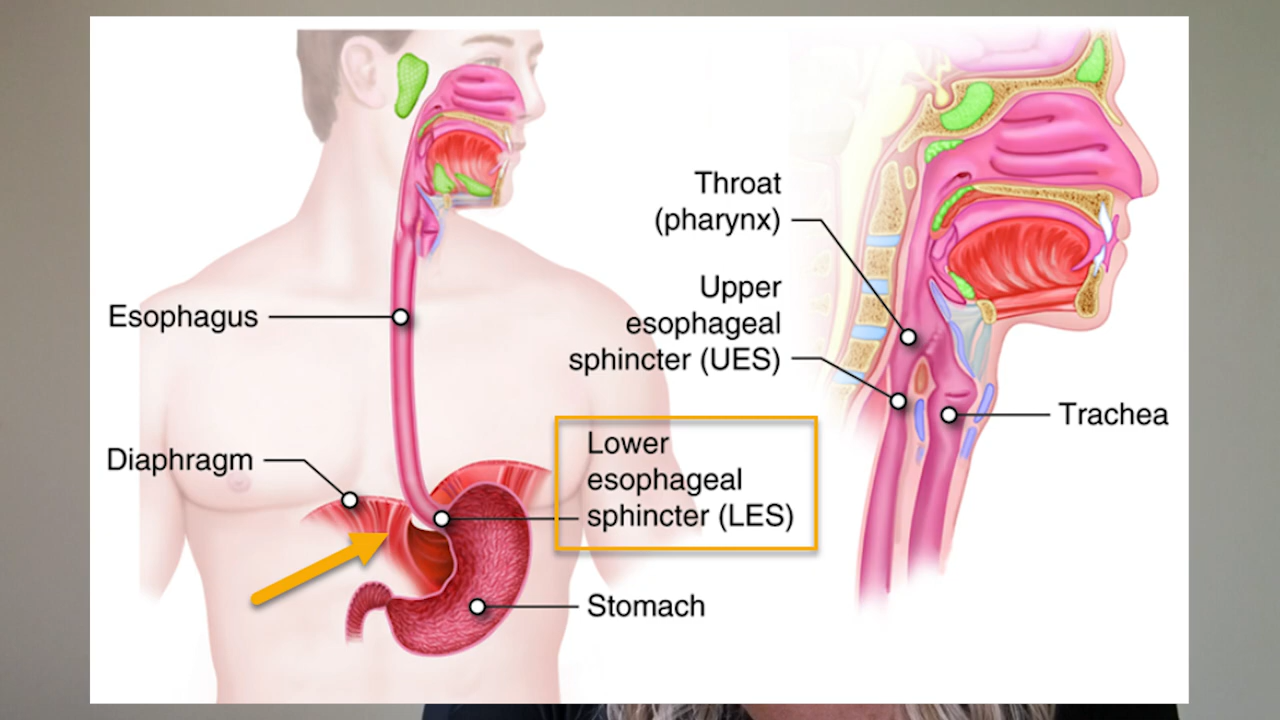 Throat
(pharynx)
Upper
esophageal
sphincter (UES)
Esophagus
Trachea
Diaphragm
Lower
esophageal
sphincter (LES)
Stomach